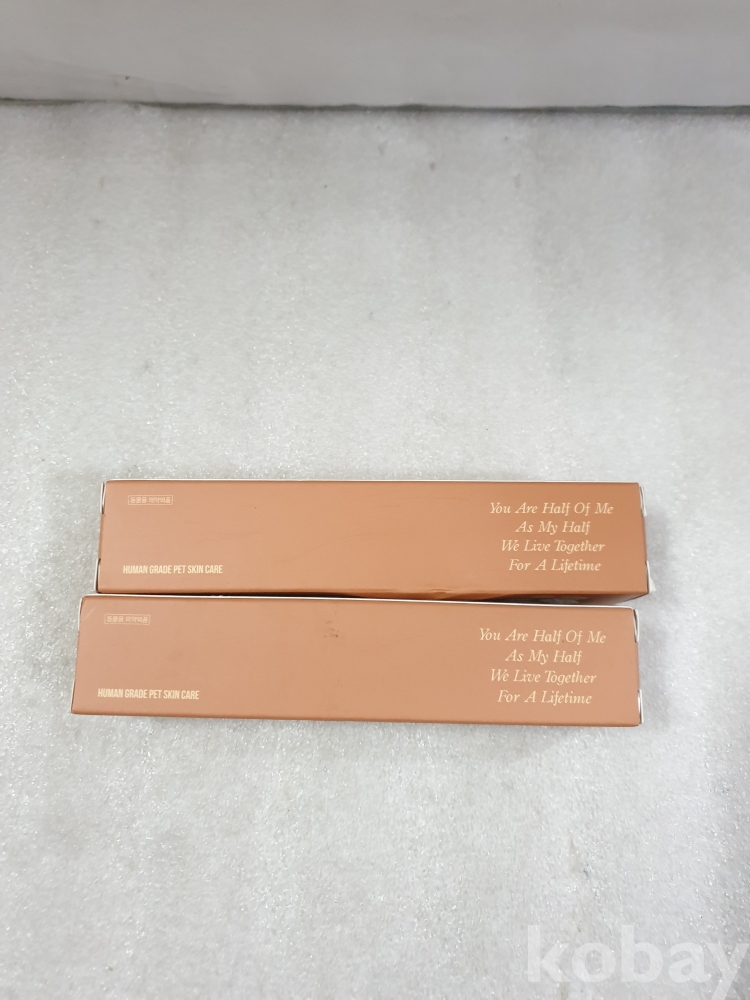 동물용 의약외품
HUMAN GRADE PET SKIN CARE
You Are Half Of Me
As My Half
We Live Together
For A Lifetime
동물용 의약외품
HUMAN GRADE PET SKIN CARE
You Are Half Of Me
As My Half
We Live Together
For A Lifetime
kobay